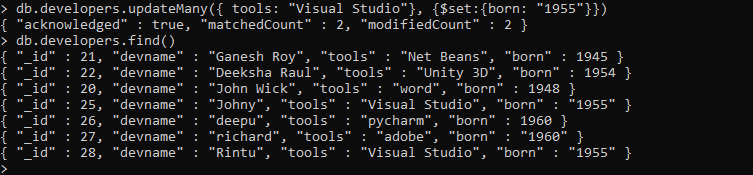 > db.developers.updateMany({ tools: "Visual Studio"}, {$set:{born: "1955"}})
{ "acknowledged" : true, "matchedCount" : 2, "modifiedCount" : 2 }
> db.developers.find()
{ "_id" : 21, "devname" : "Ganesh Roy", "tools" : "Net Beans", "born" : 1945 }
{ "_id" : 22, "devname" : "Deeksha Raul", "tools" : "Unity 3D", "born" : 1954 }
{ "_id" : 20, "devname" : "John Wick", "tools" : "word", "born" : 1948 }
{ "_id" : 25, "devname" : "Johny", "tools" : "Visual Studio", "born" : "1955" }
{ "_id" : 26, "devname" : "deepu", "tools" : "pycharm", "born" : 1960 }
{ "_id" : 27, "devname" : "richard", "tools" : "adobe", "born" : "1960" }
{ "_id" : 28, "devname" : "Rintu", "tools" : "Visual Studio", "born" : "1955" }
>